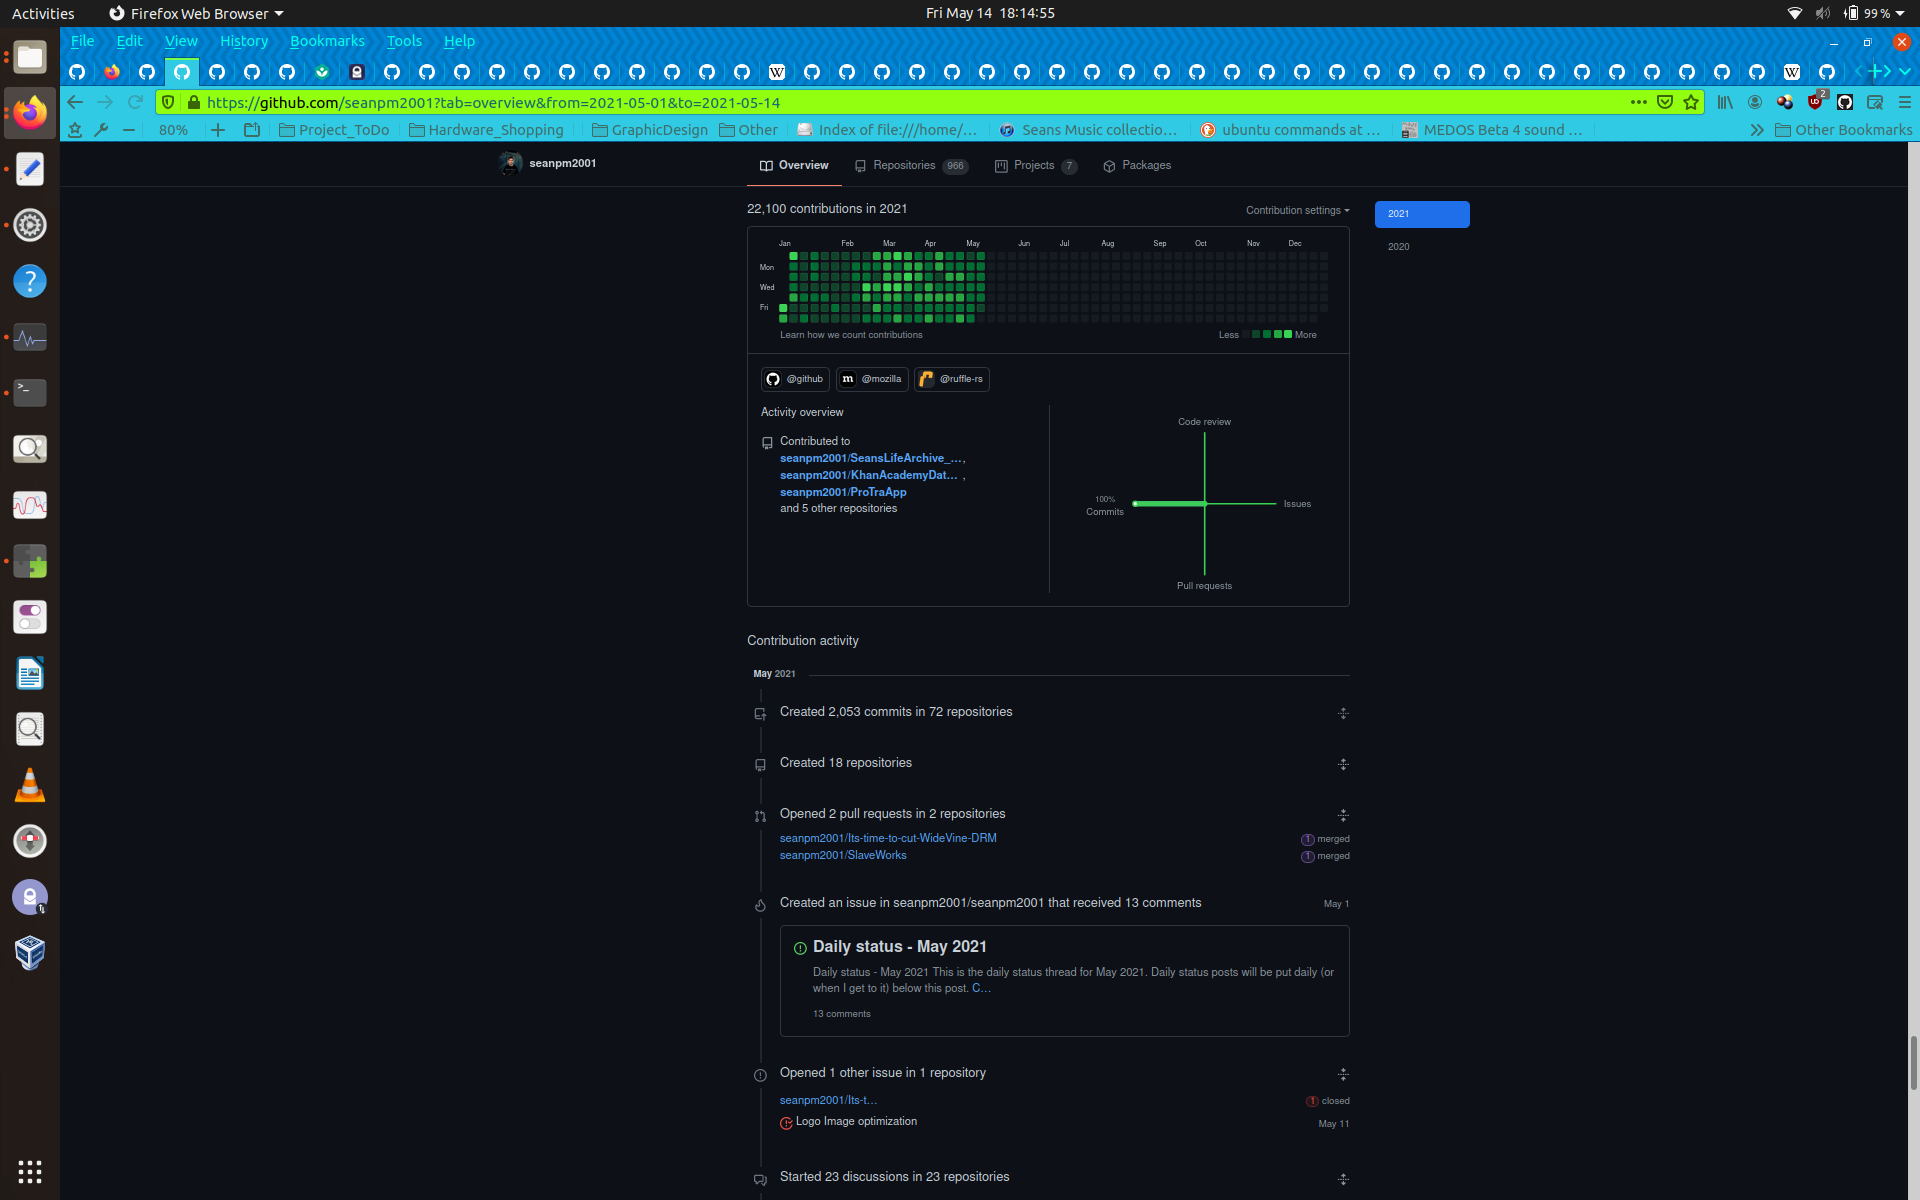 Activities
Firefox Web Browser
Fri May 14 18:14:55
99 %
File Edit View History Bookmarks Tools Help
https://github.com/seanpm2001?tab=overview&from=2021-05-01&to=2021-05-14
2
80%
Project_ToDo
Hardware_Shopping
GraphicDesign
Other
Index of file:///home/...
Seans Music collectio...
ubuntu commands at ...
MEDOS Beta 4 sound ...
Other Bookmarks
seanpm2001
Overview
Repositories 966
Projects 7
Packages
22,100 contributions in 2021
Contribution settings
2021
2020
Jan Feb Mar Apr May Jun Jul Aug Sep Oct Nov Dec
Mon
Wed
Fri
Learn how we count contributions
Less More
@github
@mozilla
@ruffle-rs
Activity overview
Contributed to
seanpm2001/SeansLifeArchive_...,
seanpm2001/KhanAcademyDat... ,
seanpm2001/ProTraApp
and 5 other repositories
Code review
100%
Commits
Issues
Pull requests
Contribution activity
May 2021
Created 2,053 commits in 72 repositories
Created 18 repositories
Opened 2 pull requests in 2 repositories
seanpm2001/Its-time-to-cut-WideVine-DRM 1 merged
seanpm2001/SlaveWorks 1 merged
Created an issue in seanpm2001/seanpm2001 that received 13 comments May 1
Daily status - May 2021
Daily status - May 2021 This is the daily status thread for May 2021. Daily status posts will be put daily (or
when I get to it) below this post. C...
13 comments
Opened 1 other issue in 1 repository
seanpm2001/Its-t... 1 closed
Logo Image optimization May 11
Started 23 discussions in 23 repositories